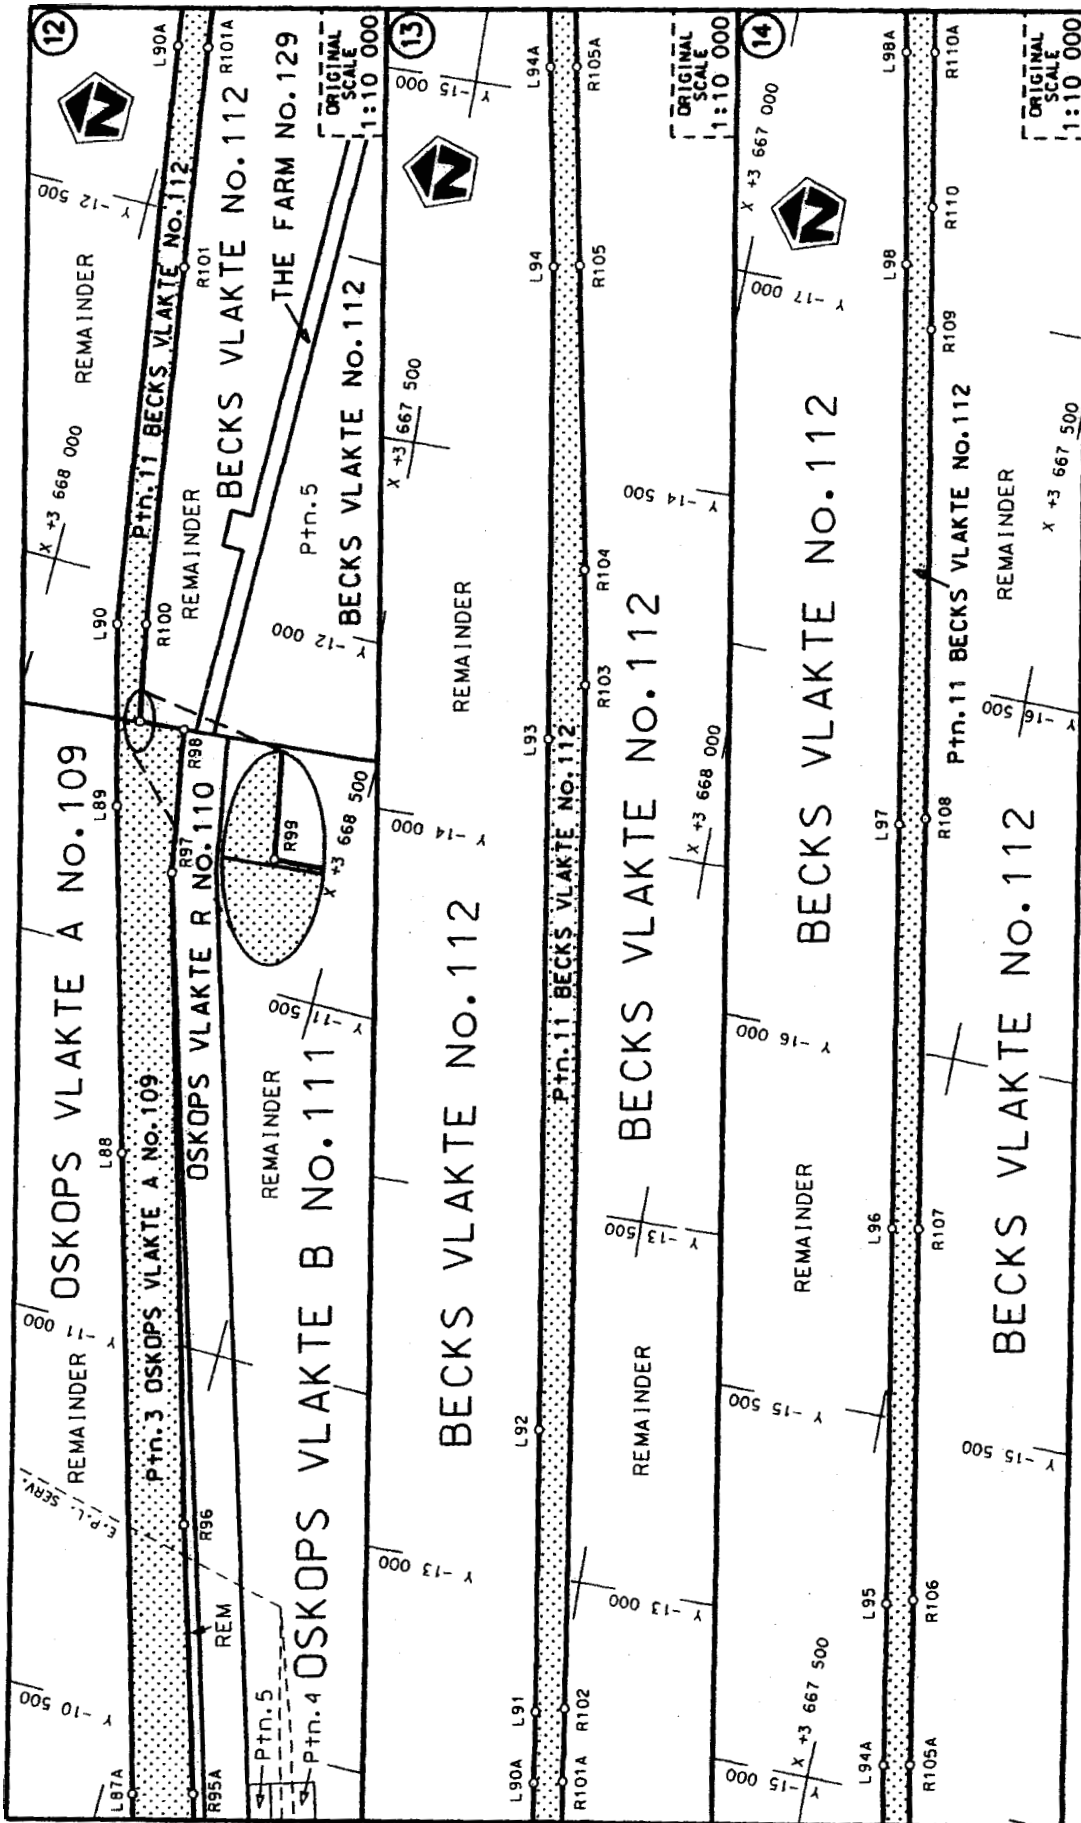 12
L87A
L88
L89
L90
L90A
R95A
R96
R97
R98
R99
R100
R101
R101A
OSKOPS VLAKTE A No.109
REMAINDER
Ptn.3 OSKOPS VLAKTE A No.109
E.P.L. SERV.
REM
OSKOPS VLAKTE R No.110
REMAINDER
OSKOPS VLAKTE B No.111
Ptn.5
Ptn.4
REMAINDER
Ptn.11 BECKS VLAKTE No.112
REMAINDER
BECKS VLAKTE No.112
THE FARM No.129
Ptn.5
BECKS VLAKTE No.112
Y -10 500
Y -11 000
Y -11 500
Y -12 000
Y -12 500
X +3 668 000
X +3 668 500
N
ORIGINAL
SCALE
1:10 000
13
L90A
L91
L92
L93
L94
L94A
R101A
R102
R103
R104
R105
R105A
BECKS VLAKTE No.112
REMAINDER
Ptn.11 BECKS VLAKTE No.112
REMAINDER
BECKS VLAKTE No.112
Y -13 000
Y -13 000
Y -13 500
Y -14 000
Y -14 500
Y -15 000
X +3 667 500
X +3 668 000
N
ORIGINAL
SCALE
1:10 000
14
L94A
L95
L96
L97
L98
L98A
R105A
R106
R107
R108
R109
R110
R110A
REMAINDER
BECKS VLAKTE No.112
Ptn.11 BECKS VLAKTE No.112
REMAINDER
BECKS VLAKTE No.112
Y -15 000
Y -15 500
Y -15 500
Y -16 000
Y -16 500
Y -17 000
X +3 667 500
X +3 667 000
X +3 667 500
N
ORIGINAL
SCALE
1:10 000